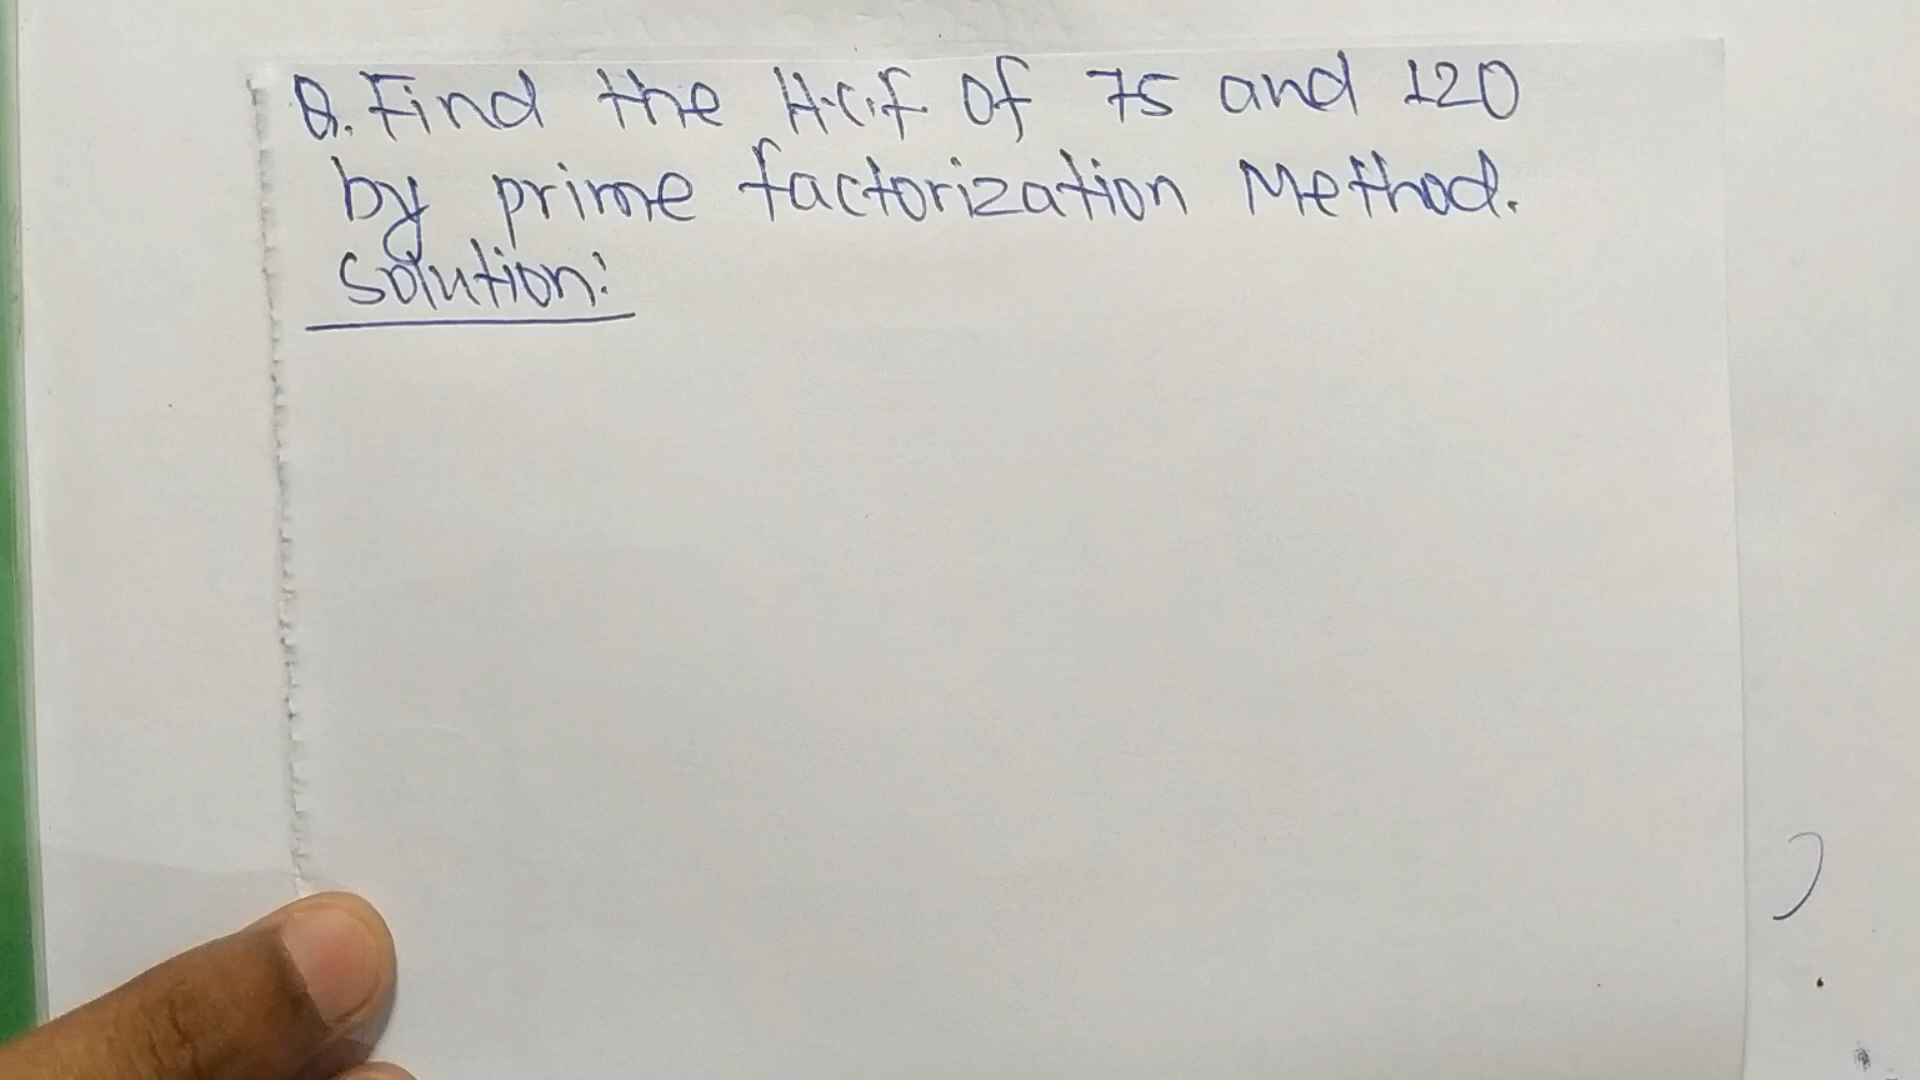 Q. Find the H.C.F. Of 75 and 120
by prime factorization Method.
Solution: